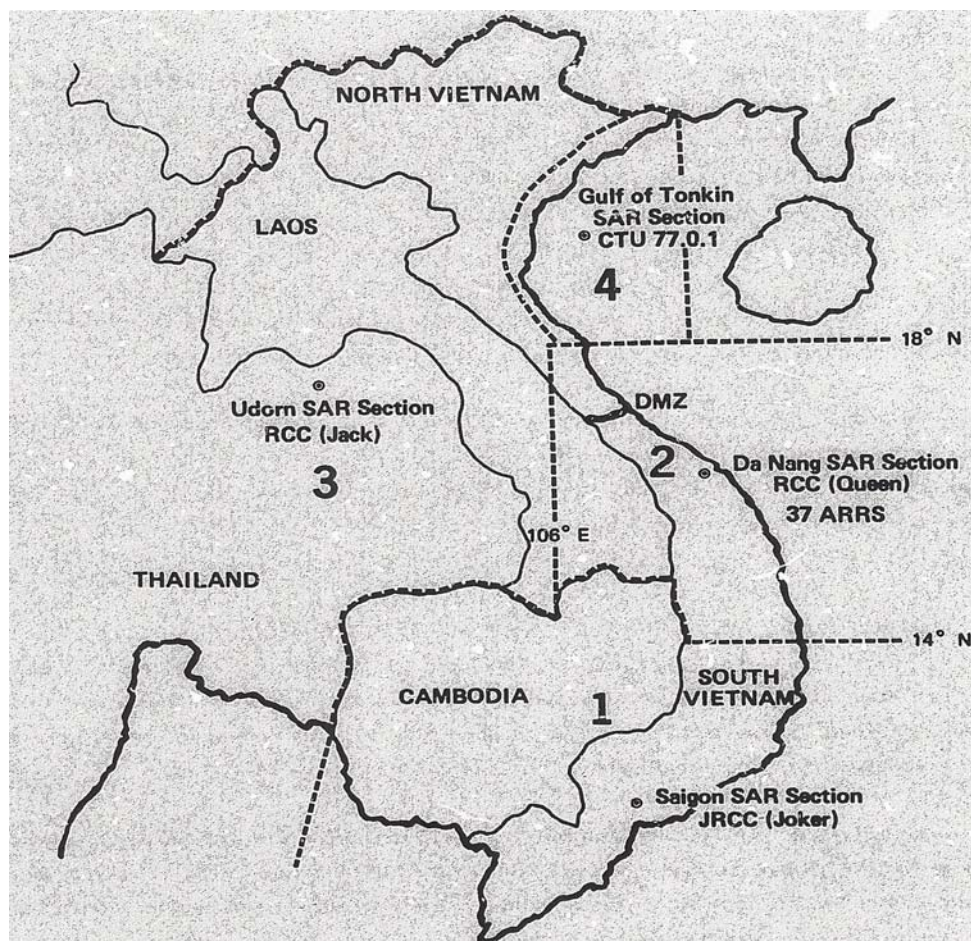 NORTH VIETNAM
Gulf of Tonkin
SAR Section
CTU 77.0.1
4
LAOS
18° N
Udorn SAR Section
RCC (Jack)
3
DMZ
2
Da Nang SAR Section
RCC (Queen)
37 ARRS
106° E
THAILAND
14° N
CAMBODIA
1
SOUTH
VIETNAM
Saigon SAR Section
JRCC (Joker)